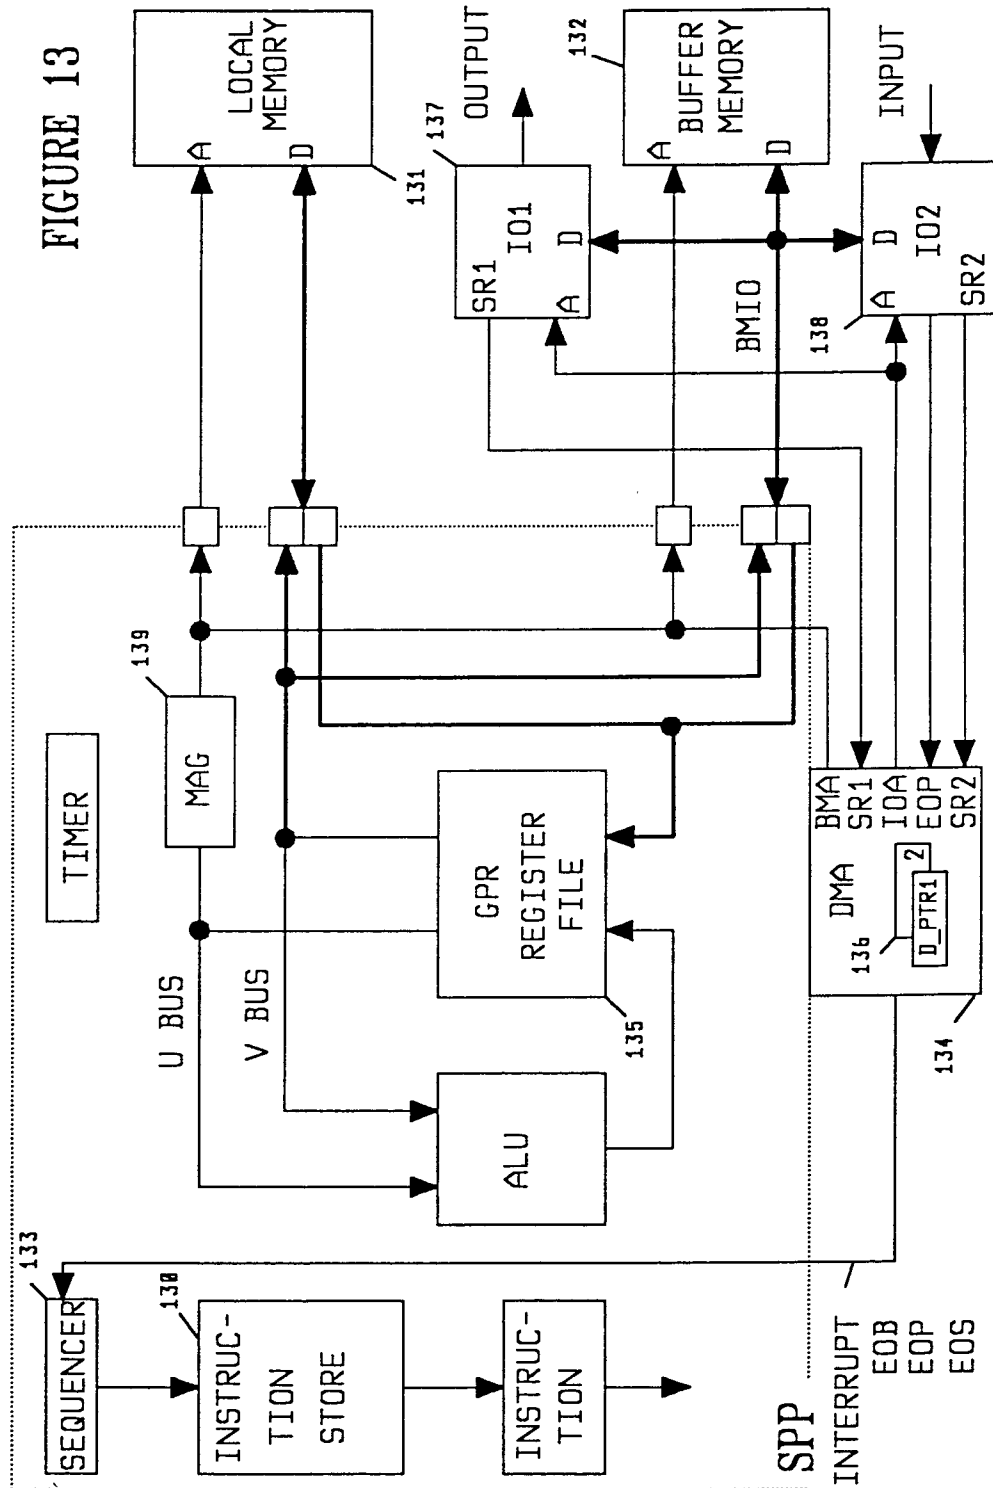 FIGURE 13
LOCAL
MEMORY
A
D
131
OUTPUT
137
SR1
IO1
A
D
132
BUFFER
MEMORY
A
D
BMIO
INPUT
138
A
D
IO2
SR2
TIMER
139
MAG
U BUS
V BUS
GPR
REGISTER
FILE
135
ALU
BMA
SR1
IOA
EOP
SR2
DMA
136
D_PTR1
2
134
133
SEQUENCER
130
INSTRUC-
TION
STORE
INSTRUC-
TION
SPP
INTERRUPT
EOB
EOP
EOS